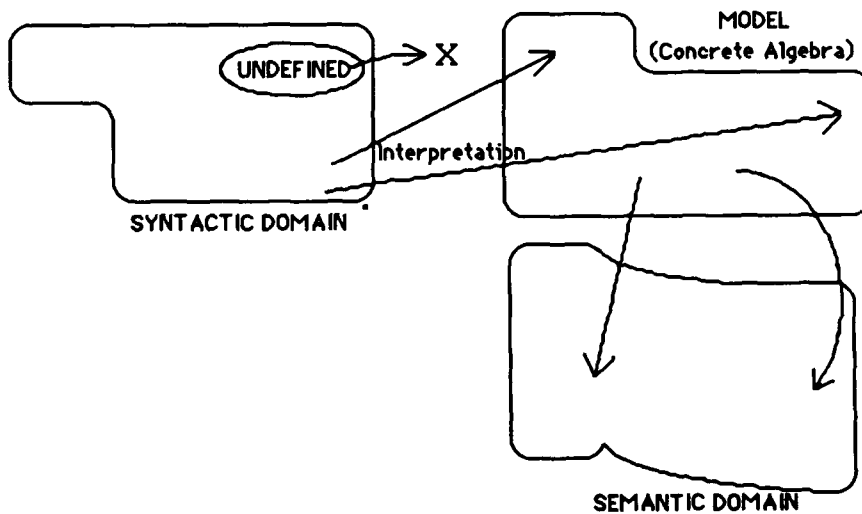 MODEL
(Concrete Algebra)
UNDEFINED
X
Interpretation
SYNTACTIC DOMAIN
SEMANTIC DOMAIN